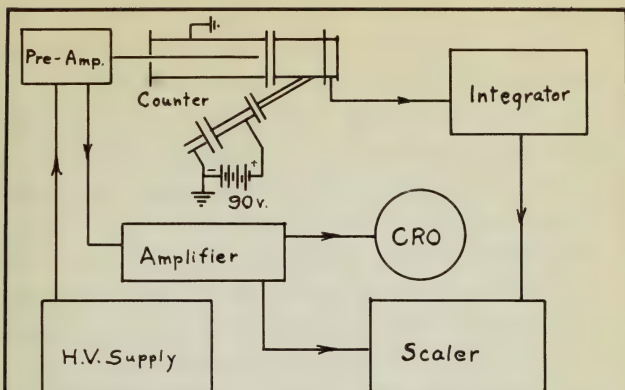 Pre-Amp.
Counter
Integrator
- +
90 v.
Amplifier
CRO
H.V. Supply
Scaler